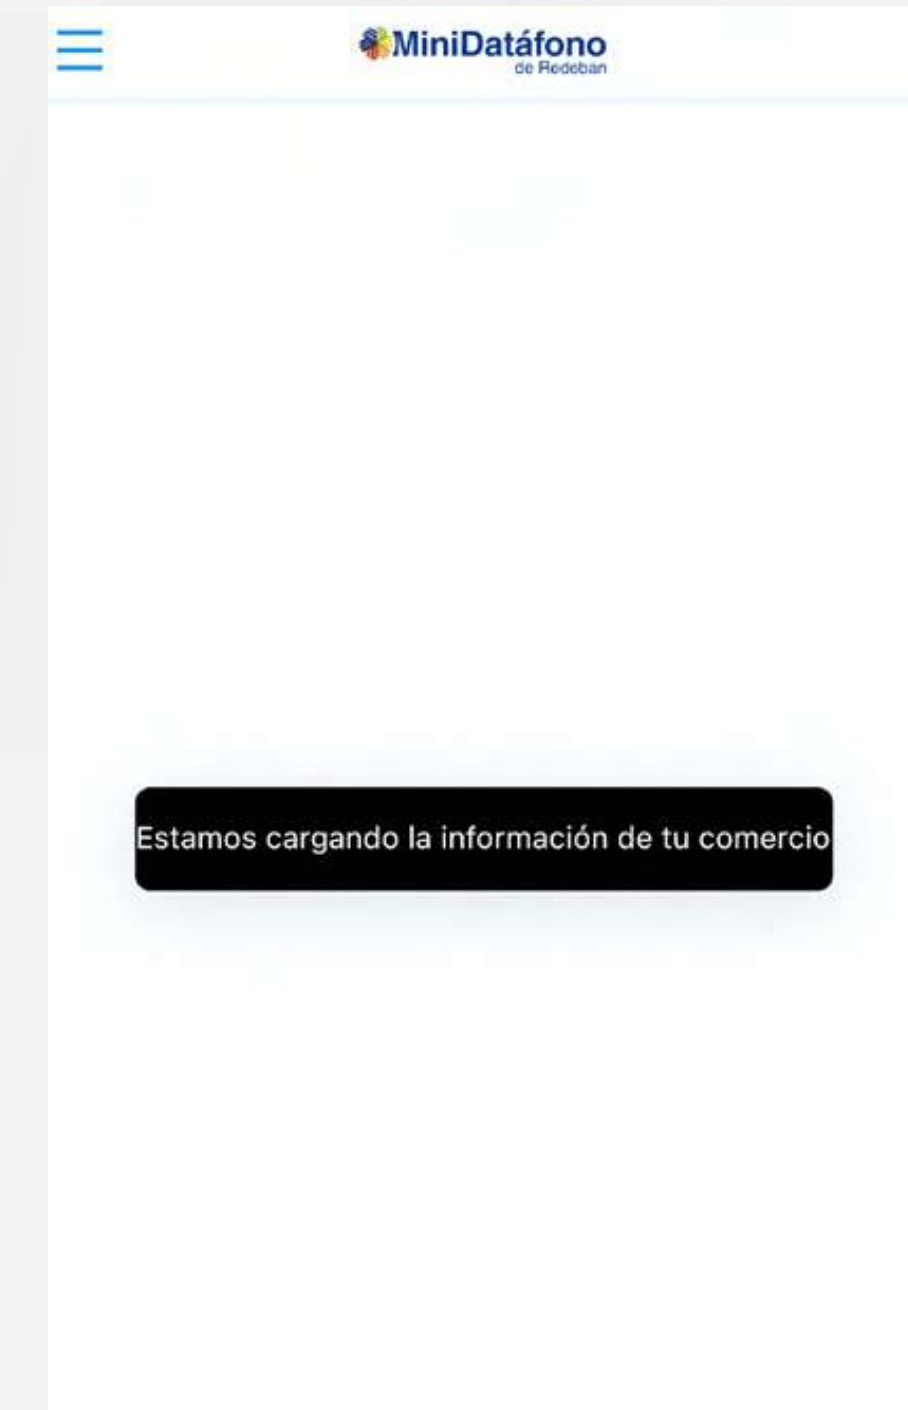 MiniDatáfono
de Redeban
Estamos cargando la información de tu comercio